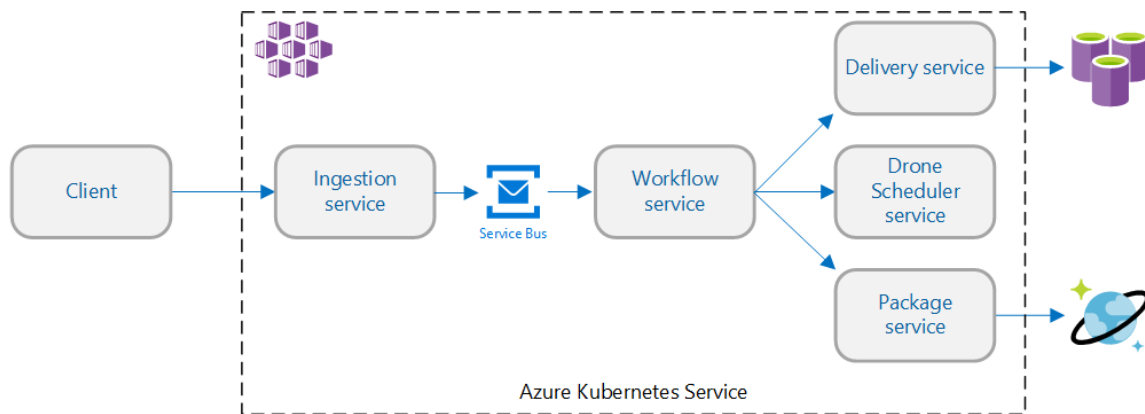 Client
Ingestion
service
Service Bus
Workflow
service
Delivery service
Drone
Scheduler
service
Package
service
Azure Kubernetes Service